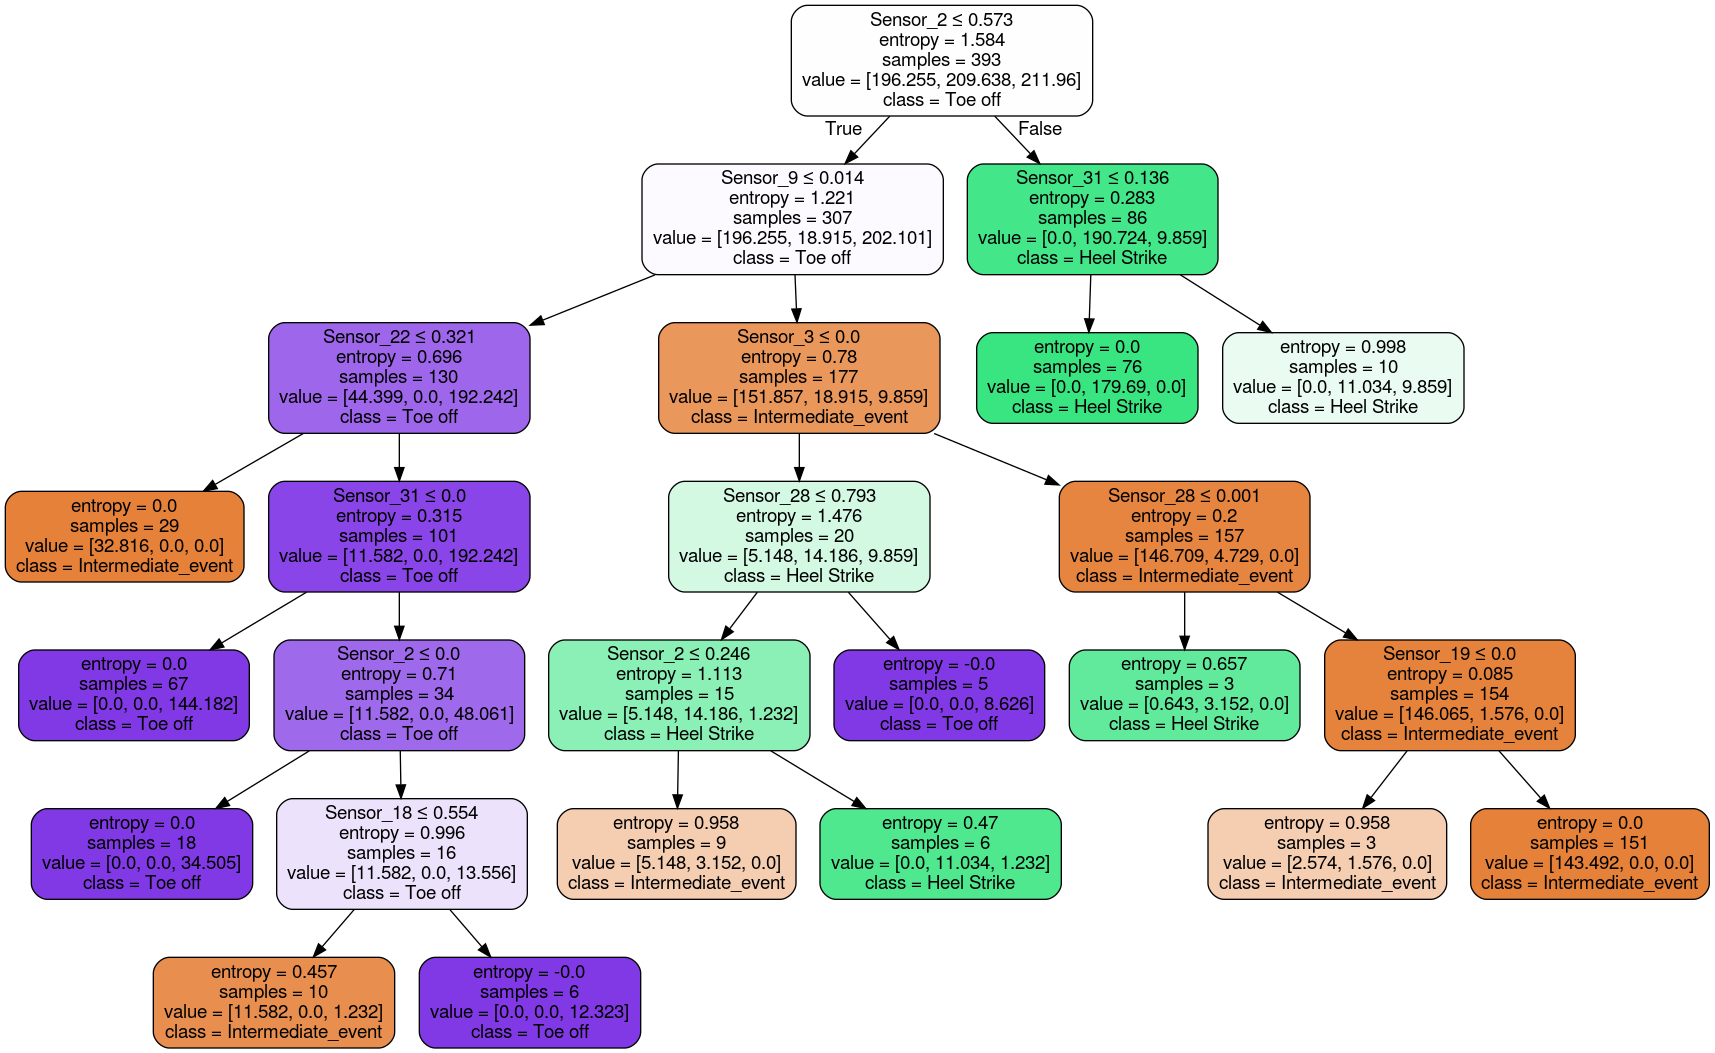 Sensor_2 ≤ 0.573
entropy = 1.584
samples = 393
value = [196.255, 209.638, 211.96]
class = Toe off
True
False
Sensor_9 ≤ 0.014
entropy = 1.221
samples = 307
value = [196.255, 18.915, 202.101]
class = Toe off
Sensor_31 ≤ 0.136
entropy = 0.283
samples = 86
value = [0.0, 190.724, 9.859]
class = Heel Strike
Sensor_22 ≤ 0.321
entropy = 0.696
samples = 130
value = [44.399, 0.0, 192.242]
class = Toe off
Sensor_3 ≤ 0.0
entropy = 0.78
samples = 177
value = [151.857, 18.915, 9.859]
class = Intermediate_event
entropy = 0.0
samples = 76
value = [0.0, 179.69, 0.0]
class = Heel Strike
entropy = 0.998
samples = 10
value = [0.0, 11.034, 9.859]
class = Heel Strike
entropy = 0.0
samples = 29
value = [32.816, 0.0, 0.0]
class = Intermediate_event
Sensor_31 ≤ 0.0
entropy = 0.315
samples = 101
value = [11.582, 0.0, 192.242]
class = Toe off
Sensor_28 ≤ 0.793
entropy = 1.476
samples = 20
value = [5.148, 14.186, 9.859]
class = Heel Strike
Sensor_28 ≤ 0.001
entropy = 0.2
samples = 157
value = [146.709, 4.729, 0.0]
class = Intermediate_event
entropy = 0.0
samples = 67
value = [0.0, 0.0, 144.182]
class = Toe off
Sensor_2 ≤ 0.0
entropy = 0.71
samples = 34
value = [11.582, 0.0, 48.061]
class = Toe off
Sensor_2 ≤ 0.246
entropy = 1.113
samples = 15
value = [5.148, 14.186, 1.232]
class = Heel Strike
entropy = -0.0
samples = 5
value = [0.0, 0.0, 8.626]
class = Toe off
entropy = 0.657
samples = 3
value = [0.643, 3.152, 0.0]
class = Heel Strike
Sensor_19 ≤ 0.0
entropy = 0.085
samples = 154
value = [146.065, 1.576, 0.0]
class = Intermediate_event
entropy = 0.0
samples = 18
value = [0.0, 0.0, 34.505]
class = Toe off
Sensor_18 ≤ 0.554
entropy = 0.996
samples = 16
value = [11.582, 0.0, 13.556]
class = Toe off
entropy = 0.958
samples = 9
value = [5.148, 3.152, 0.0]
class = Intermediate_event
entropy = 0.47
samples = 6
value = [0.0, 11.034, 1.232]
class = Heel Strike
entropy = 0.958
samples = 3
value = [2.574, 1.576, 0.0]
class = Intermediate_event
entropy = 0.0
samples = 151
value = [143.492, 0.0, 0.0]
class = Intermediate_event
entropy = 0.457
samples = 10
value = [11.582, 0.0, 1.232]
class = Intermediate_event
entropy = -0.0
samples = 6
value = [0.0, 0.0, 12.323]
class = Toe off